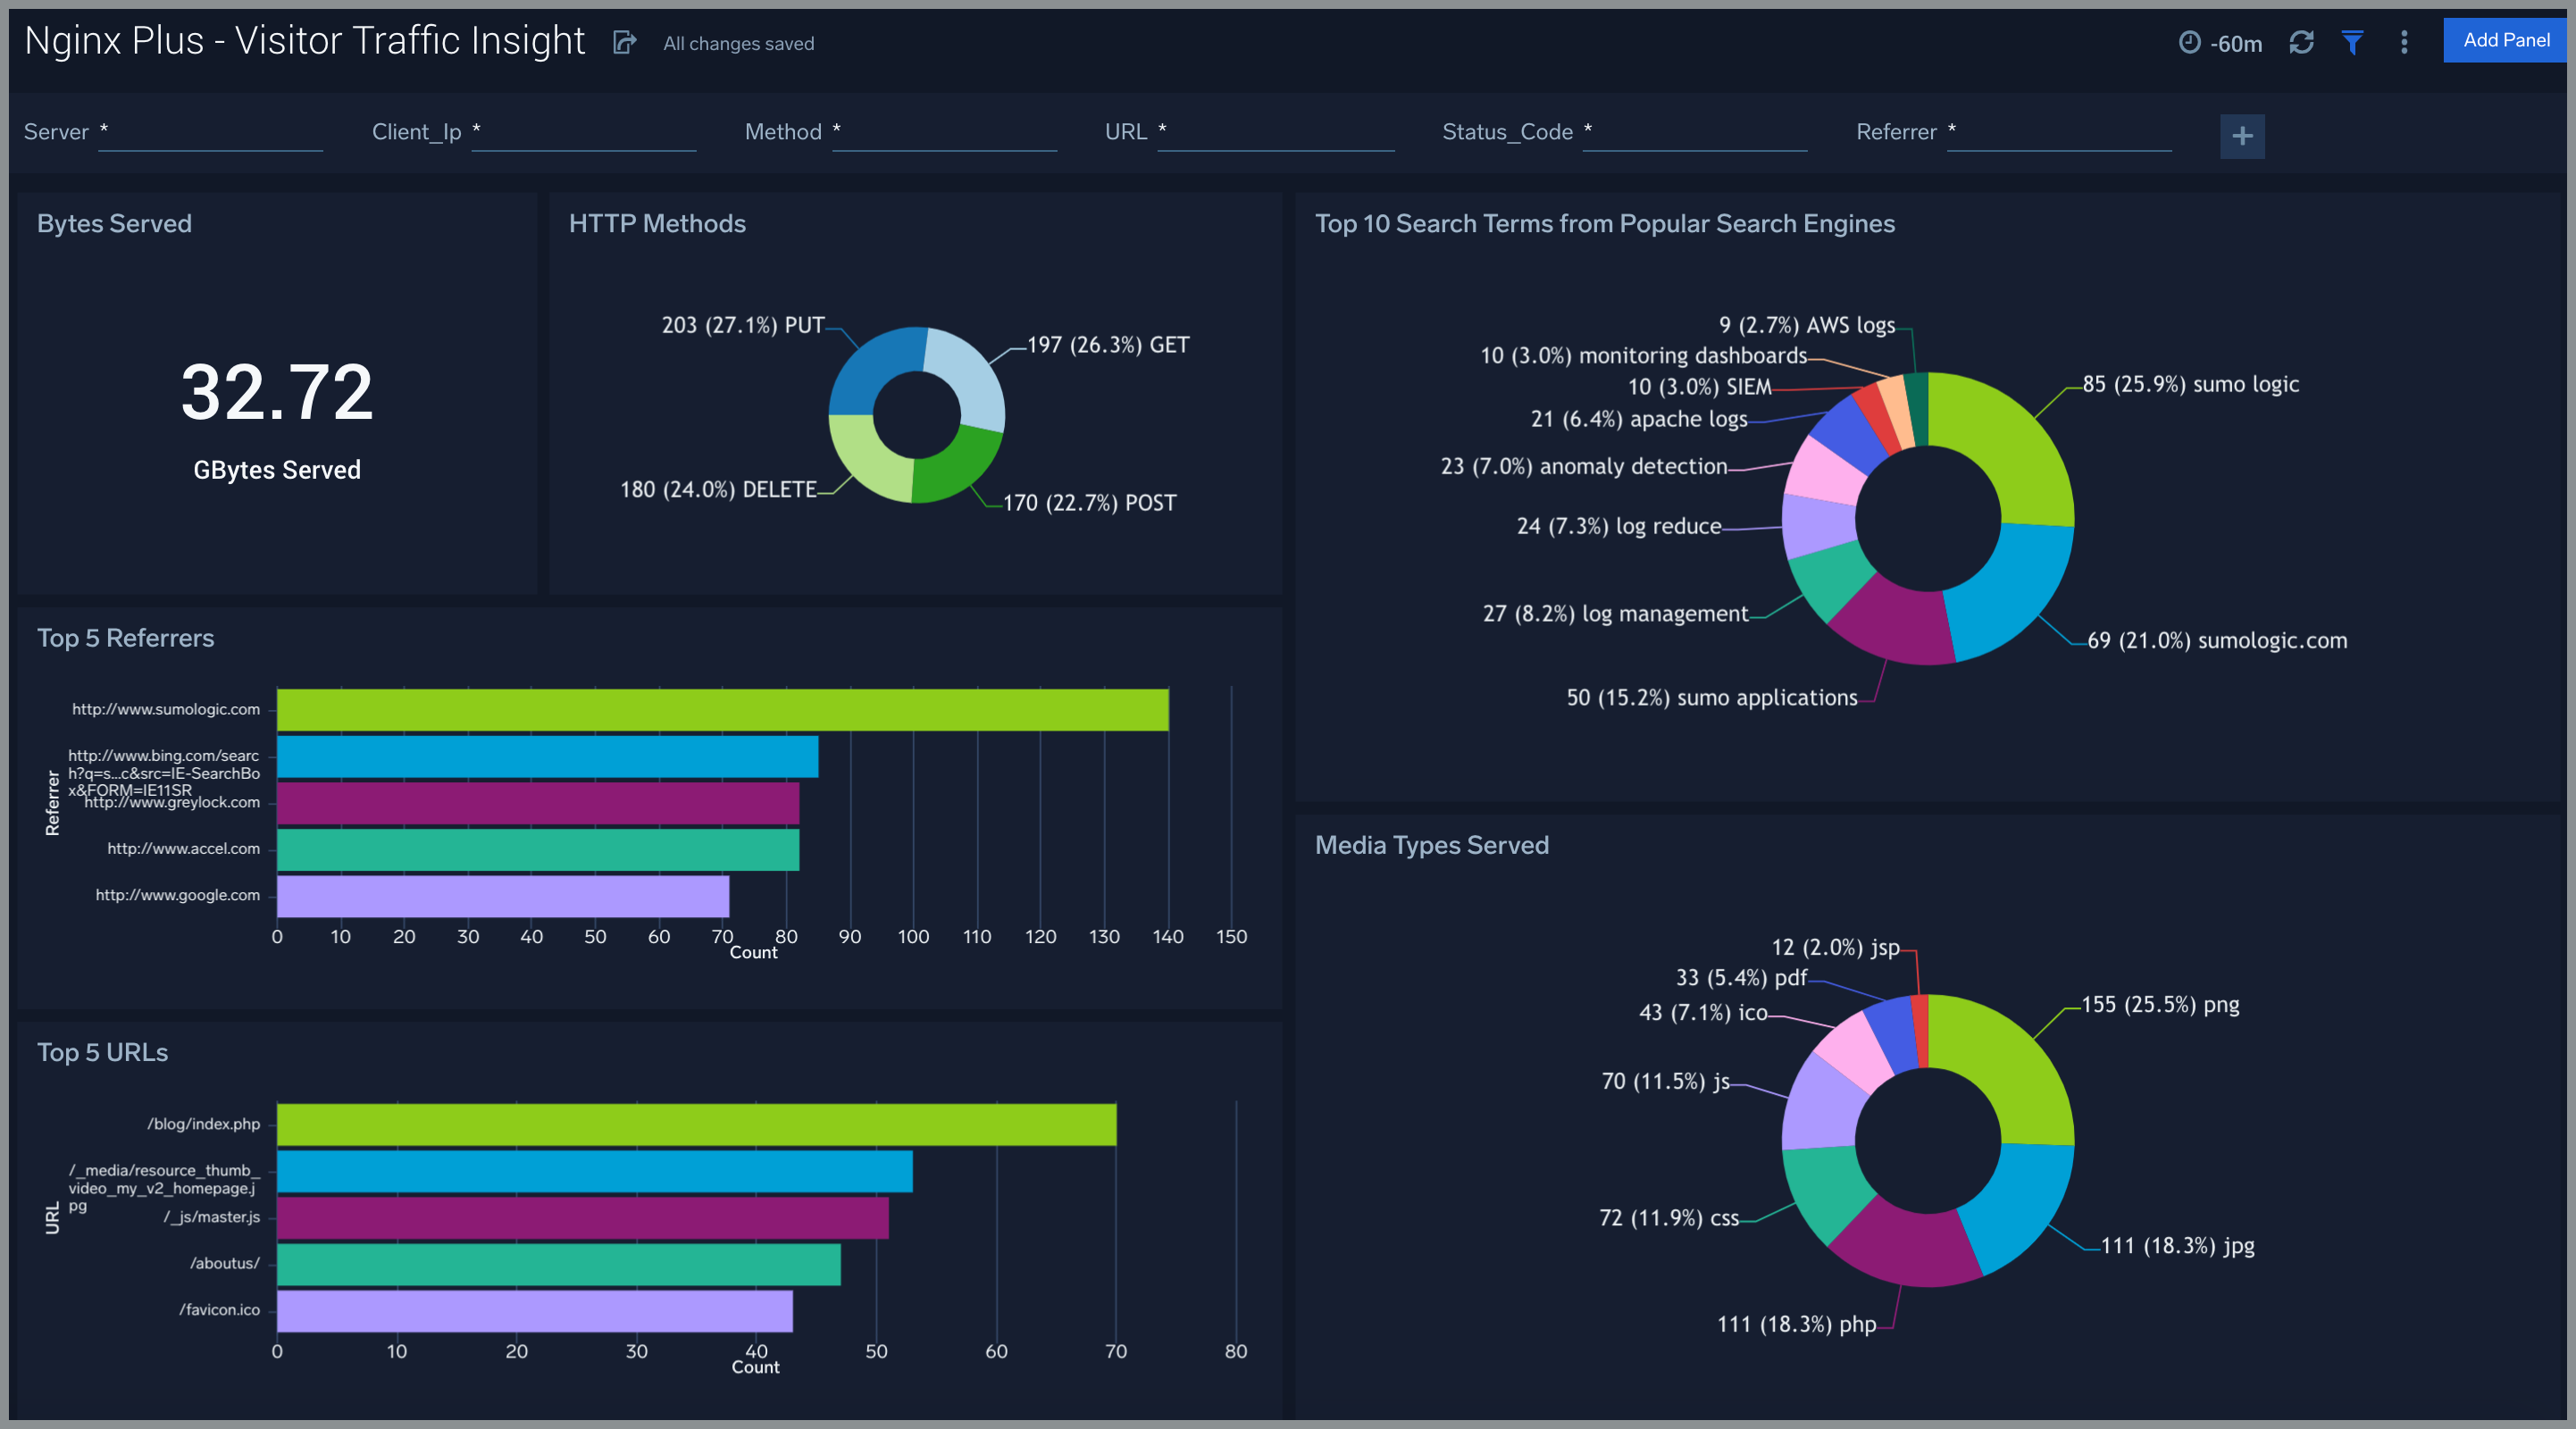 Nginx Plus - Visitor Traffic Insight
All changes saved
-60m
Add Panel
Server *
Client_Ip *
Method *
URL *
Status_Code *
Referrer *
+
Bytes Served
32.72
GBytes Served
HTTP Methods
203 (27.1%) PUT
197 (26.3%) GET
180 (24.0%) DELETE
170 (22.7%) POST
Top 10 Search Terms from Popular Search Engines
9 (2.7%) AWS logs
10 (3.0%) monitoring dashboards
85 (25.9%) sumo logic
10 (3.0%) SIEM
21 (6.4%) apache logs
23 (7.0%) anomaly detection
24 (7.3%) log reduce
27 (8.2%) log management
69 (21.0%) sumologic.com
50 (15.2%) sumo applications
Top 5 Referrers
Referrer
http://www.sumologic.com
http://www.bing.com/searc
h?q=s...c&src=IE-SearchBo
x&FORM=IE11SR
http://www.greylock.com
http://www.accel.com
http://www.google.com
0 10 20 30 40 50 60 70 80 90 100 110 120 130 140 150
Count
Media Types Served
12 (2.0%) jsp
33 (5.4%) pdf
155 (25.5%) png
43 (7.1%) ico
70 (11.5%) js
72 (11.9%) css
111 (18.3%) jpg
111 (18.3%) php
Top 5 URLs
URL
/blog/index.php
/_media/resource_thumb_
video_my_v2_homepage.j
pg
/_js/master.js
/aboutus/
/favicon.ico
0 10 20 30 40 50 60 70 80
Count